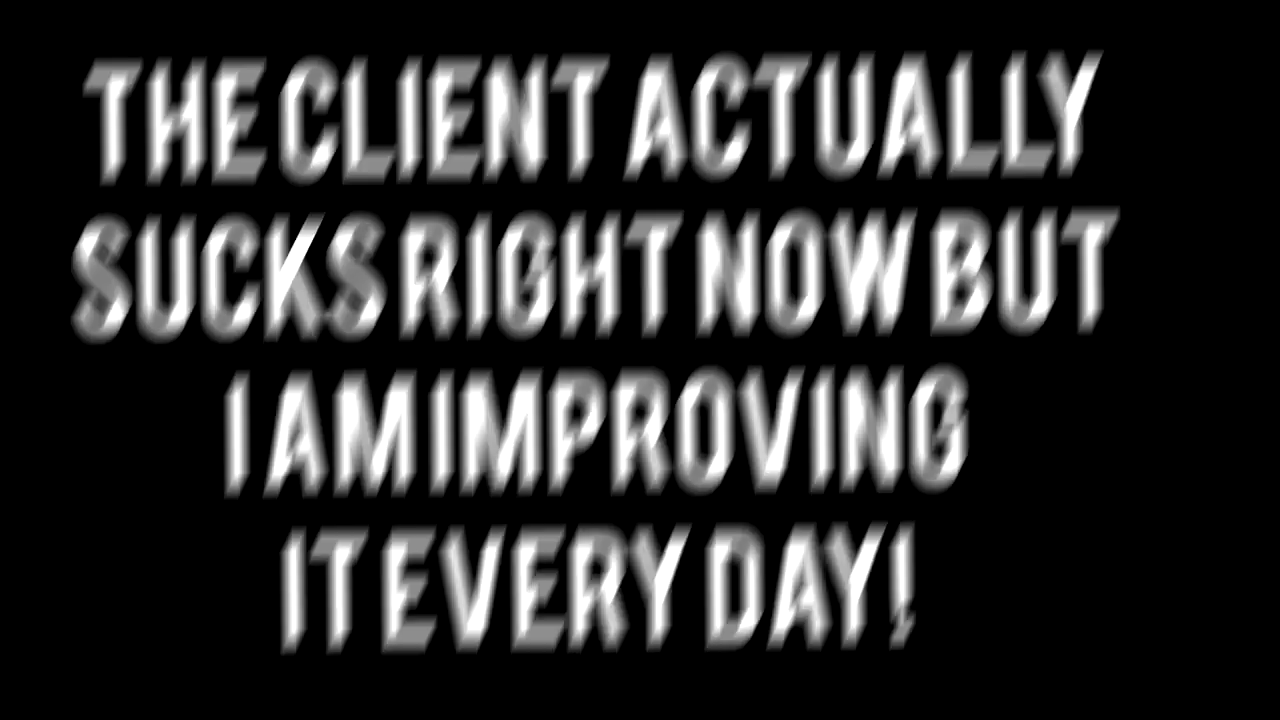 THE CLIENT ACTUALLY
SUCKS RIGHT NOW BUT
I AM IMPROVING
IT EVERY DAY!